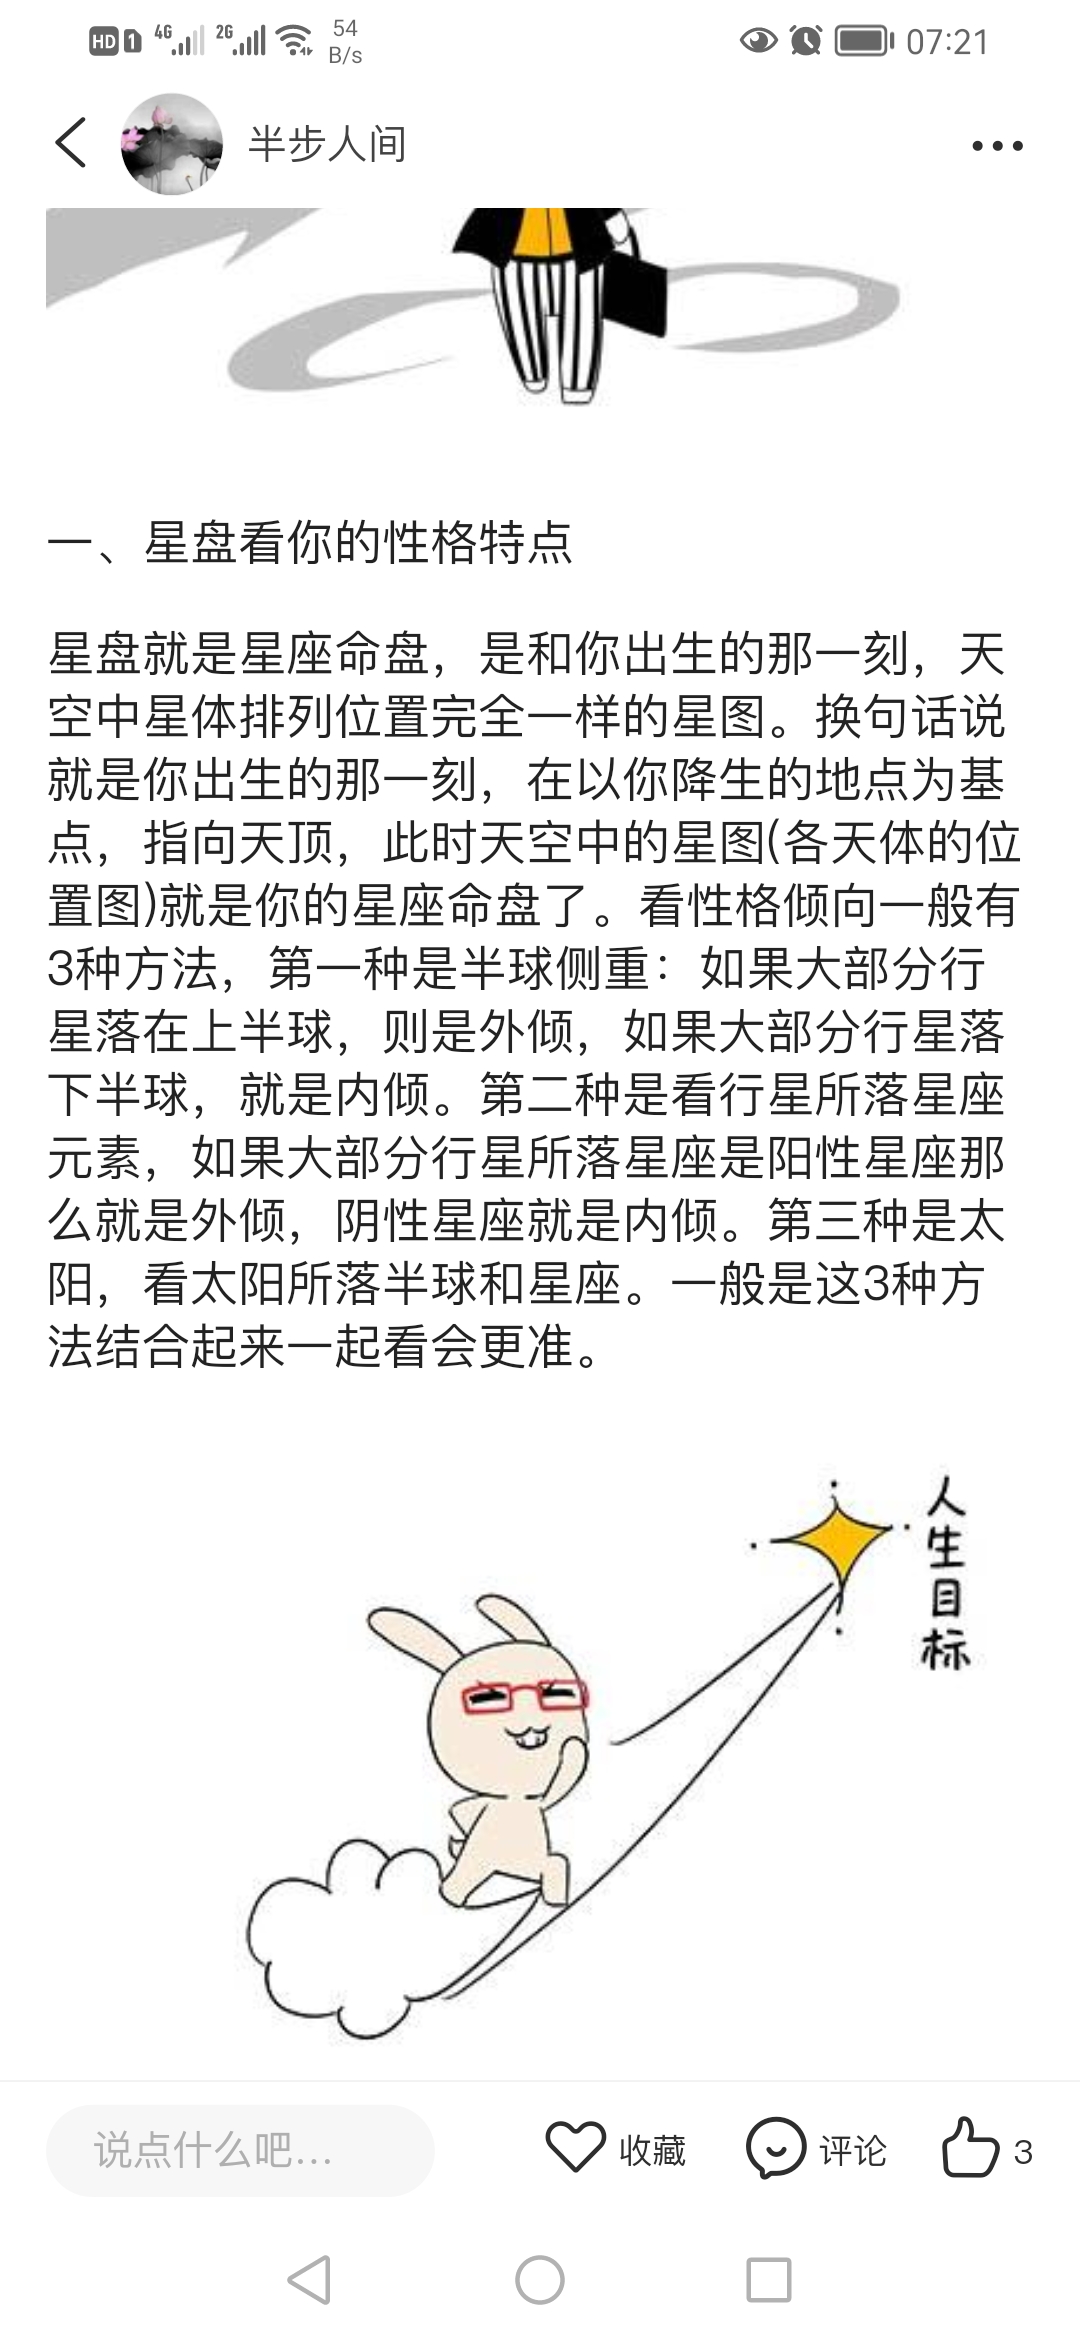 HD 1 4G 2G 54 B/s 07:21
半步人间
一、星盘看你的性格特点
星盘就是星座命盘，是和你出生的那一刻，天
空中星体排列位置完全一样的星图。换句话说
就是你出生的那一刻，在以你降生的地点为基
点，指向天顶，此时天空中的星图(各天体的位
置图)就是你的星座命盘了。看性格倾向一般有
3种方法，第一种是半球侧重：如果大部分行
星落在上半球，则是外倾，如果大部分行星落
下半球，就是内倾。第二种是看行星所落星座
元素，如果大部分行星所落星座是阳性星座那
么就是外倾，阴性星座就是内倾。第三种是太
阳，看太阳所落半球和星座。一般是这3种方
法结合起来一起看会更准。
人生目标
说点什么吧... 收藏 评论 3